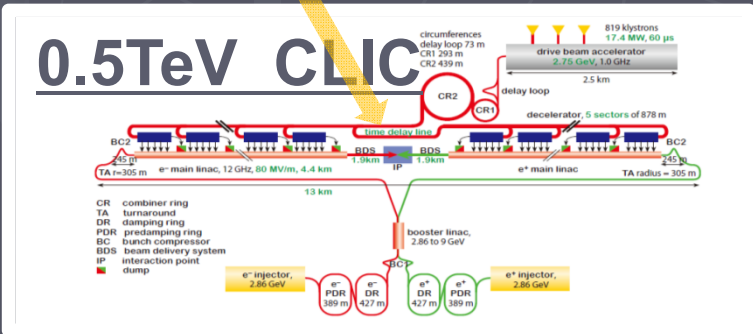 0.5TeV CLIC
circumferences
delay loop 73 m
CR1 293 m
CR2 439 m
819 klystrons
17.4 MW, 60 µs
drive beam accelerator
2.75 GeV, 1.0 GHz
2.5 km
CR2
CR1
delay loop
decelerator, 5 sectors of 878 m
time delay line
BC2
BC2
245 m
245 m
BDS
1.9km
BDS
1.9km
IP
TA r=305 m
e⁻ main linac, 12 GHz, 80 MV/m, 4.4 km
e⁺ main linac
TA radius = 305 m
13 km
CR combiner ring
TA turnaround
DR damping ring
PDR predamping ring
BC bunch compressor
BDS beam delivery system
IP interaction point
dump
booster linac,
2.86 to 9 GeV
BC1
e⁻ injector,
2.86 GeV
e⁻
PDR
389 m
e⁻
DR
427 m
e⁺
DR
427 m
e⁺
PDR
389 m
e⁺ injector,
2.86 GeV